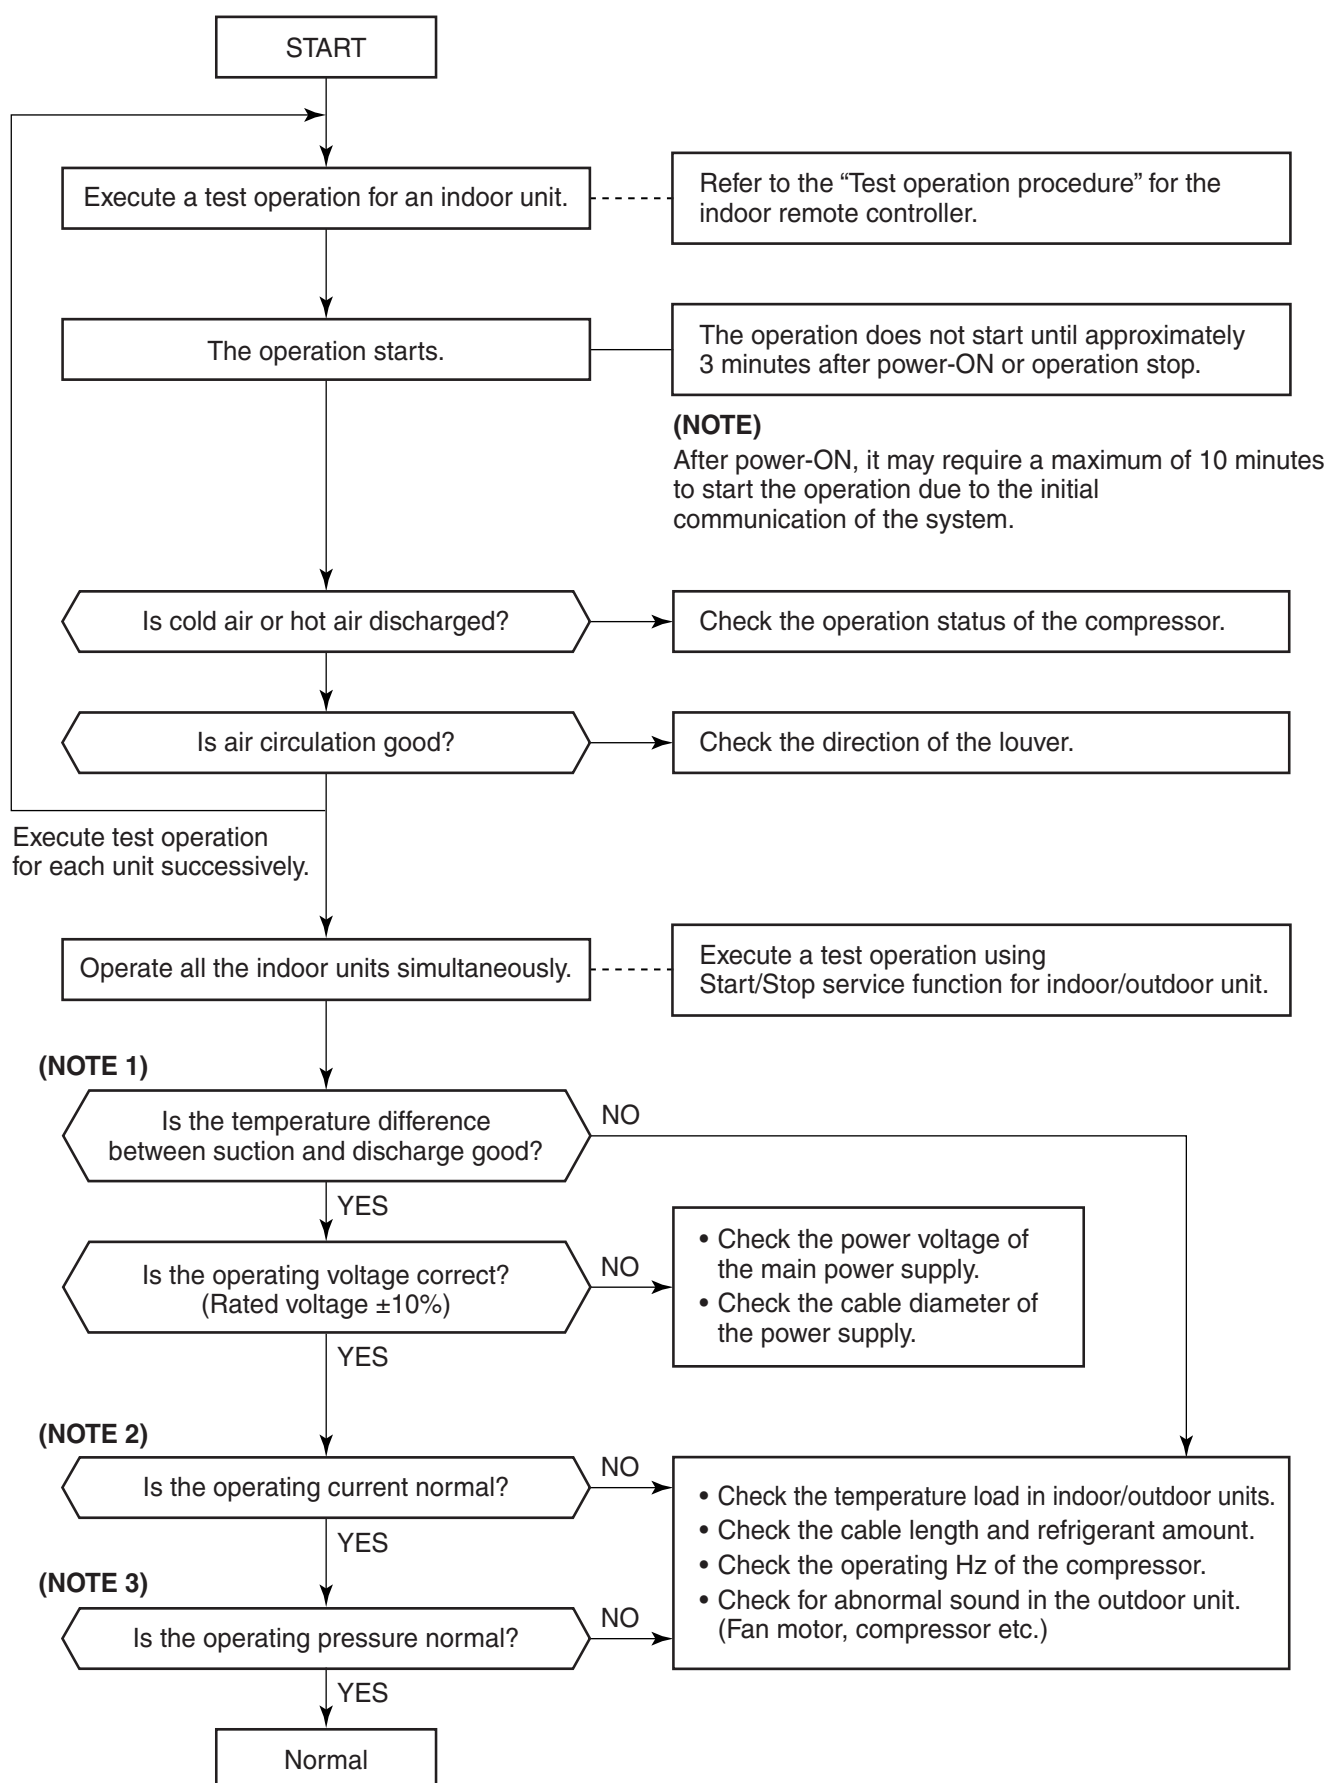 START
Execute a test operation for an indoor unit.
Refer to the “Test operation procedure” for the
indoor remote controller.
The operation starts.
The operation does not start until approximately
3 minutes after power-ON or operation stop.
(NOTE)
After power-ON, it may require a maximum of 10 minutes
to start the operation due to the initial
communication of the system.
Is cold air or hot air discharged?
Check the operation status of the compressor.
Is air circulation good?
Check the direction of the louver.
Execute test operation
for each unit successively.
Operate all the indoor units simultaneously.
Execute a test operation using
Start/Stop service function for indoor/outdoor unit.
(NOTE 1)
Is the temperature difference
between suction and discharge good?
NO
YES
Is the operating voltage correct?
(Rated voltage ±10%)
NO
• Check the power voltage of
the main power supply.
• Check the cable diameter of
the power supply.
YES
(NOTE 2)
Is the operating current normal?
NO
• Check the temperature load in indoor/outdoor units.
• Check the cable length and refrigerant amount.
• Check the operating Hz of the compressor.
• Check for abnormal sound in the outdoor unit.
(Fan motor, compressor etc.)
YES
(NOTE 3)
Is the operating pressure normal?
NO
YES
Normal